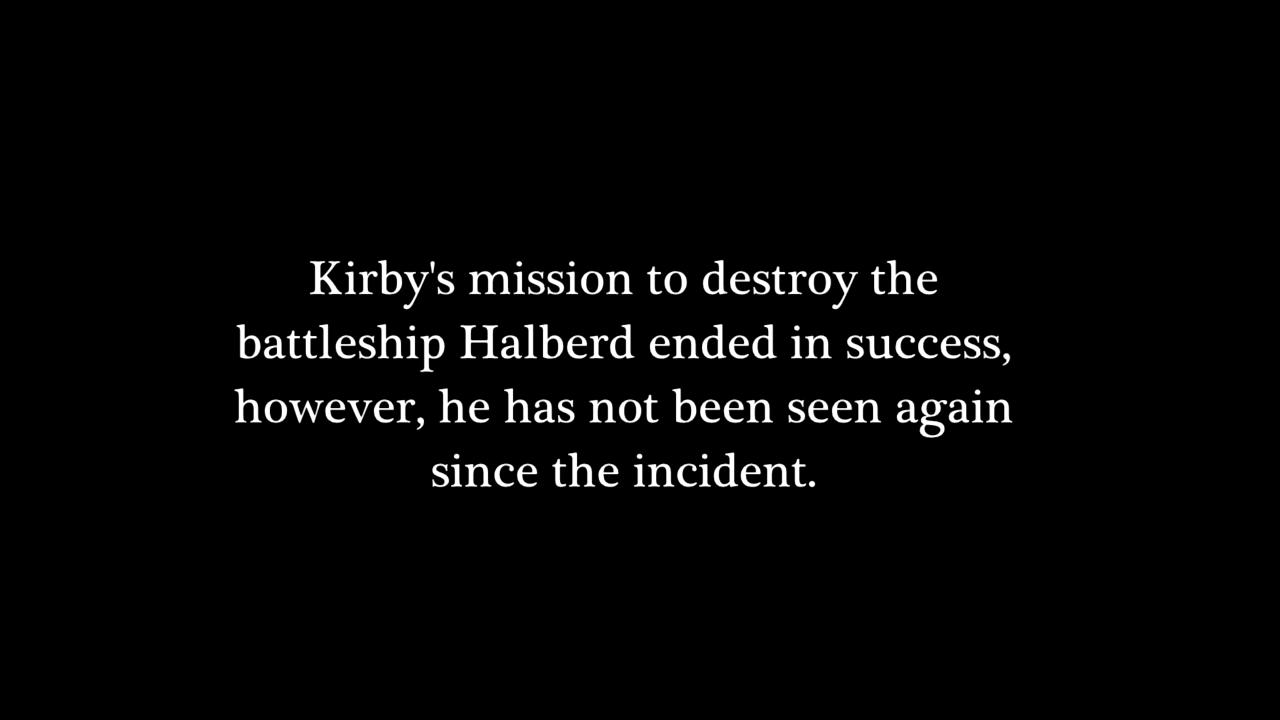 Kirby's mission to destroy the
battleship Halberd ended in success,
however, he has not been seen again
since the incident.